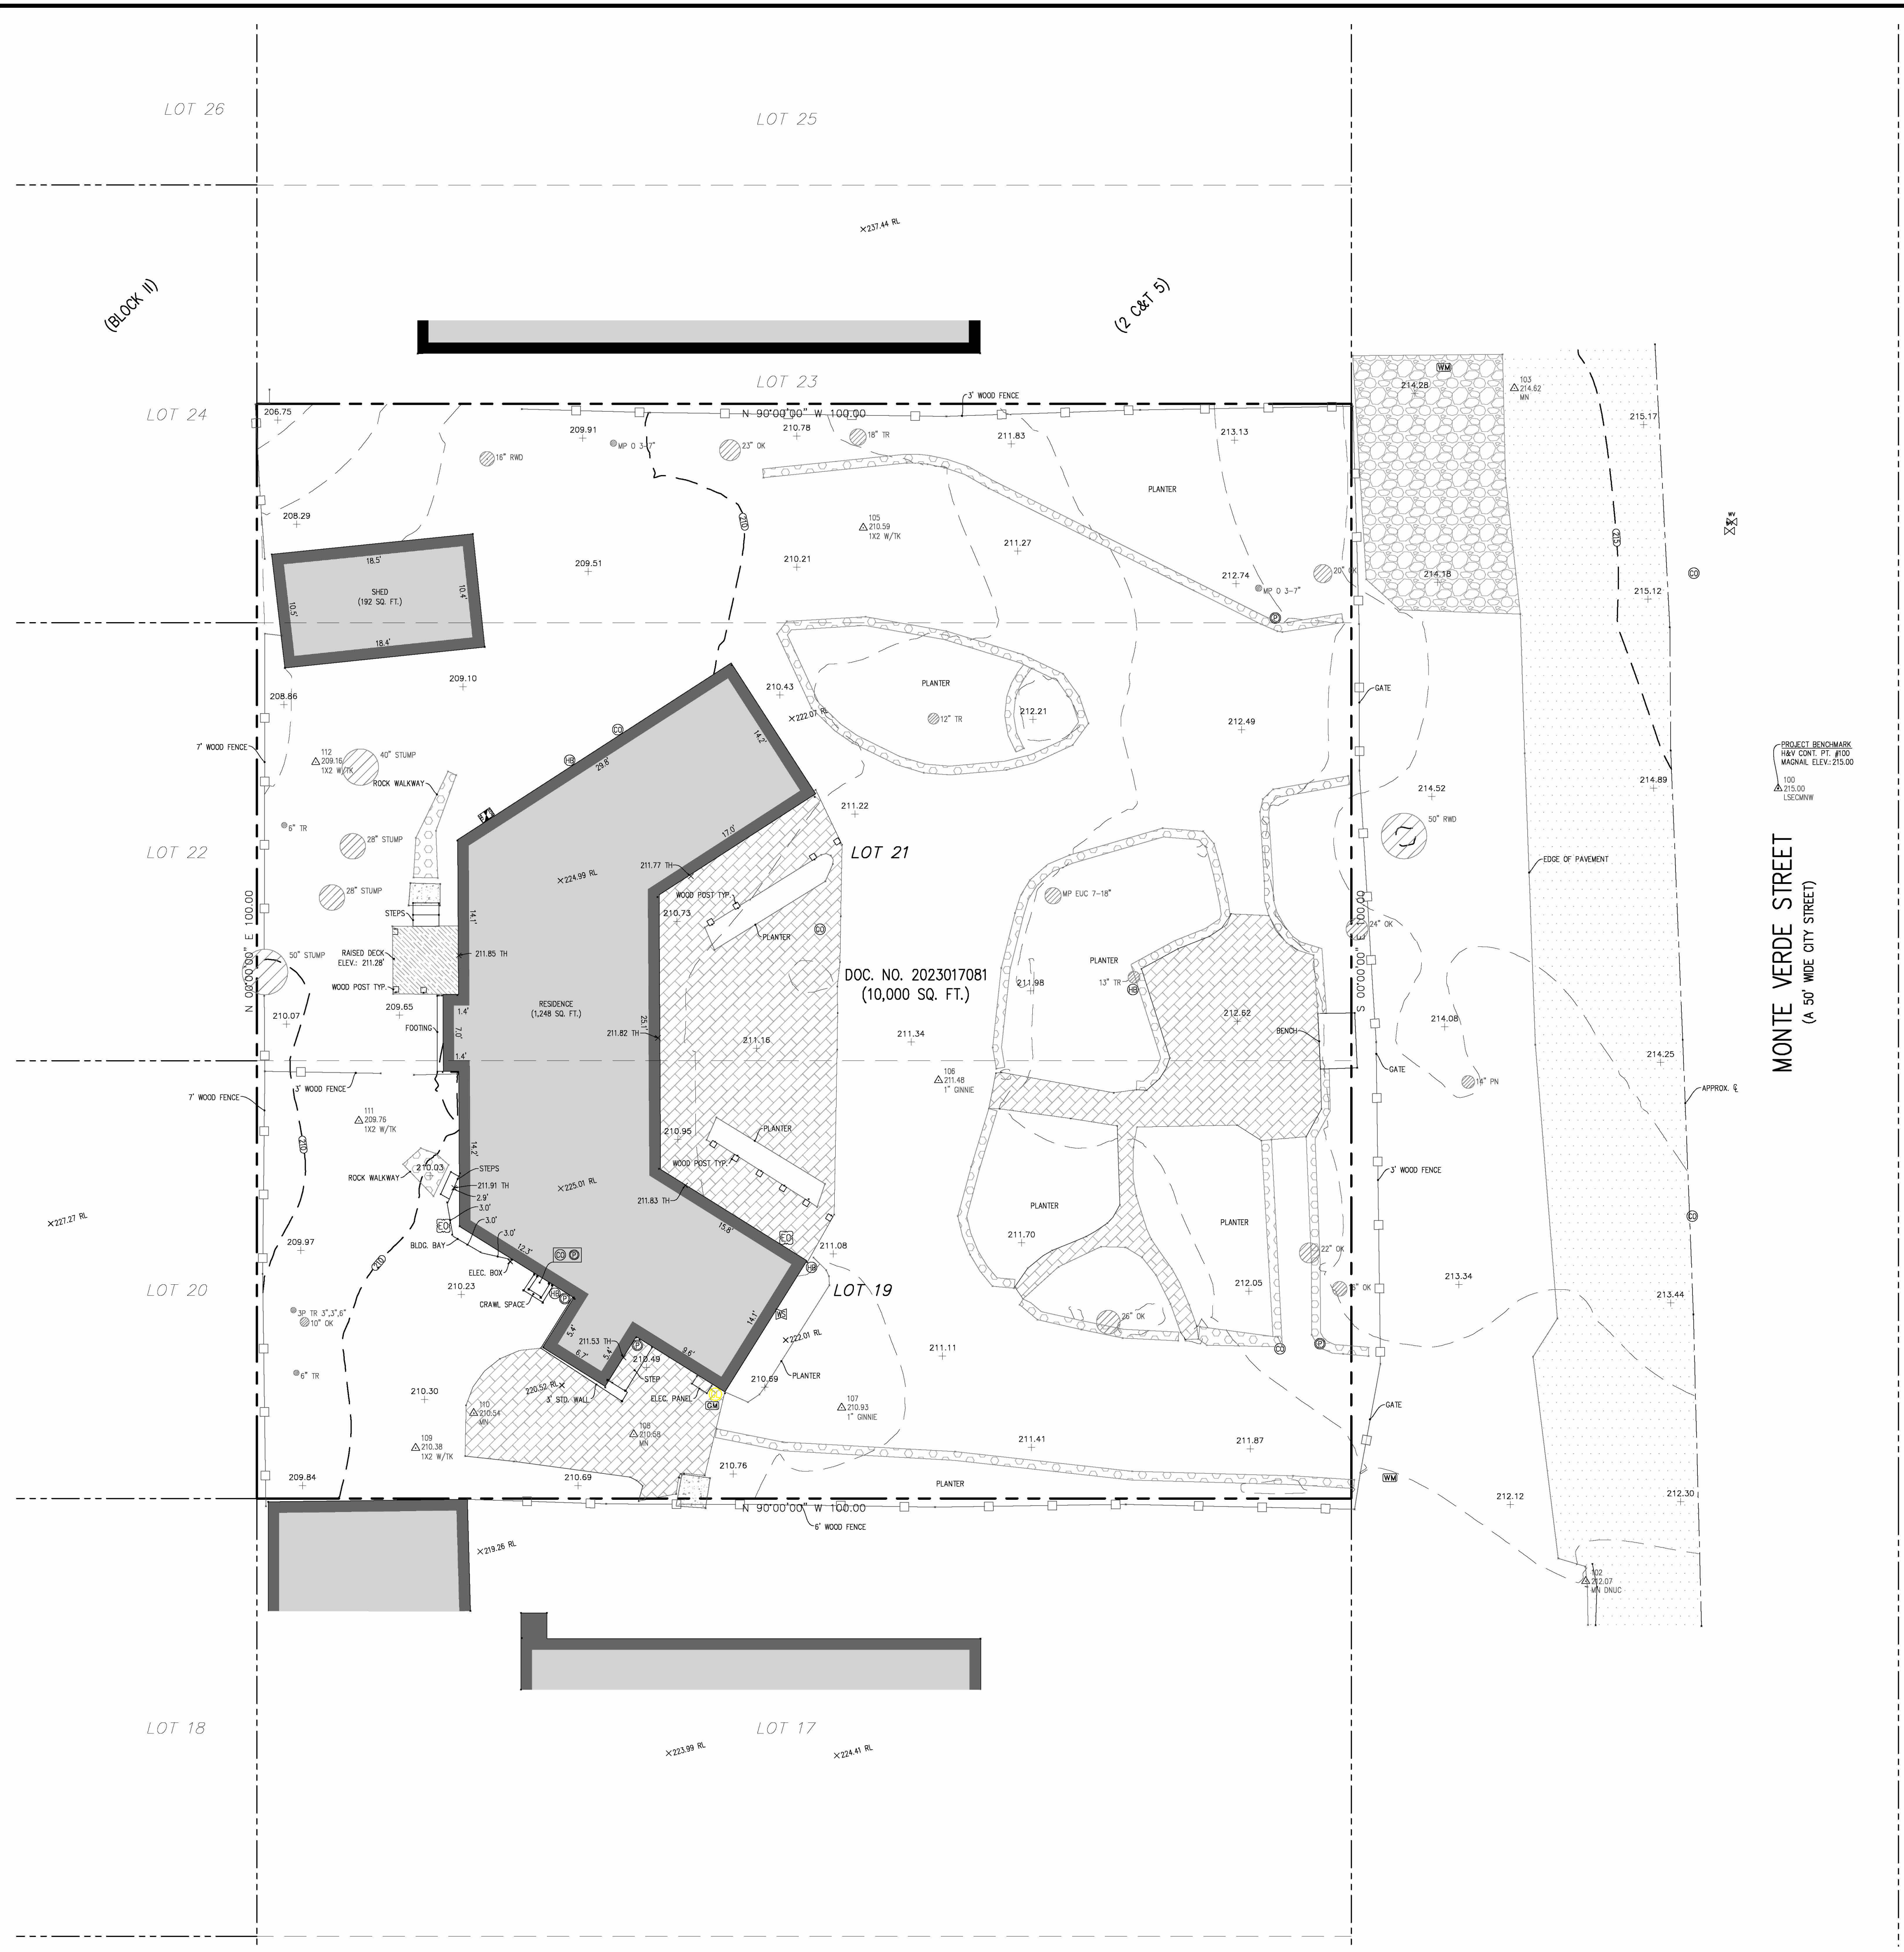 LOT 26
LOT 25
×237.44 RL
(BLOCK II)
(2 C&T 5)
LOT 23
LOT 24
N 90°00'00" W 100.00
3' WOOD FENCE
206.75
209.91
210.78
211.83
213.13
214.28
WM
103
214.62
MN
215.17
MP O 3-7"
23" OK
18" TR
16" RWD
PLANTER
208.29
105
210.59
1X2 W/TK
210
209.51
210.21
211.27
212.74
20" OK
214.18
215
CO
WV
18.5'
10.4'
SHED
(192 SQ. FT.)
10.5'
18.4'
MP O 3-7"
P
215.12
209.10
208.86
210.43
PLANTER
12" TR
212.21
212.49
GATE
×222.07 RL
CO
HB
29.8'
14.2'
7' WOOD FENCE
112
209.16
1X2 W/TK
40" STUMP
ROCK WALKWAY
PROJECT BENCHMARK
H&V CONT. PT. #100
MAGNAIL ELEV.: 215.00
100
215.00
LSECMNW
214.89
214.52
211.22
6" TR
28" STUMP
17.0'
50" RWD
LOT 22
LOT 21
EDGE OF PAVEMENT
211.77 TH
×224.99 RL
28" STUMP
WOOD POST TYP.
MP EUC 7-18"
STEPS
14.1'
210.73
PLANTER
CO
24" OK
N 00°00'00" E 100.00
S 00°00'00" E 100.00
MONTE VERDE STREET
(A 50' WIDE CITY STREET)
50" STUMP
RAISED DECK
ELEV.: 211.28'
211.85 TH
WOOD POST TYP.
DOC. NO. 2023017081
(10,000 SQ. FT.)
PLANTER
13" TR
HB
211.98
209.65
RESIDENCE
(1,248 SQ. FT.)
1.4'
210.07
FOOTING
7.0'
25.1'
211.82 TH
211.16
211.34
212.62
BENCH
214.08
214.25
1.4'
3' WOOD FENCE
106
211.48
1" GINNIE
GATE
14" PN
7' WOOD FENCE
APPROX. ℄
111
209.76
1X2 W/TK
210
210.95
PLANTER
14.2'
WOOD POST TYP.
210.03
STEPS
ROCK WALKWAY
211.91 TH
×225.01 RL
211.83 TH
3' WOOD FENCE
2.9'
3.0'
3.0'
3.0'
PLANTER
PLANTER
×227.27 RL
EO
BLDG. BAY
15.8'
EO
211.70
CO
209.97
12.3'
CO P
211.08
22" OK
210
ELEC. BOX
HB
LOT 20
LOT 19
210.23
CRAWL SPACE
HB
P
212.05
213.34
213.44
3P TR 3",3",6"
10" OK
14.1'
WS
26" OK
5.4'
211.53 TH
P
×222.01 RL
P
6.7'
5.4'
9.6'
210.49
211.11
CO
6" TR
STEP
PLANTER
220.52 RL×
3' STD. WALL
ELEC. PANEL
210.69
210.30
GM
107
210.93
1" GINNIE
GATE
110
210.54
MN
108
210.58
MN
109
210.38
1X2 W/TK
211.41
211.87
209.84
210.69
210.76
PLANTER
WM
212.12
212.30
N 90°00'00" W 100.00
6' WOOD FENCE
×219.26 RL
102
212.07
MN DNUC
LOT 18
LOT 17
×223.99 RL
×224.41 RL